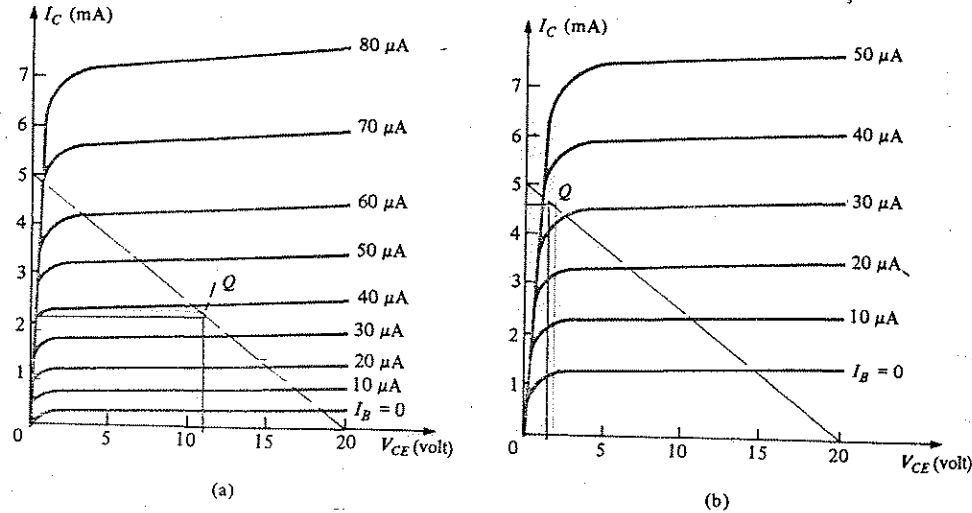 I_C (mA)
80 µA
7
6
70 µA
5
60 µA
4
50 µA
3
Q
40 µA
2
30 µA
20 µA
1
10 µA
I_B = 0
0
5
10
15
20
V_CE (volt)
(a)
I_C (mA)
50 µA
7
6
40 µA
5
Q
30 µA
4
20 µA
3
2
10 µA
1
I_B = 0
0
5
10
15
20
V_CE (volt)
(b)